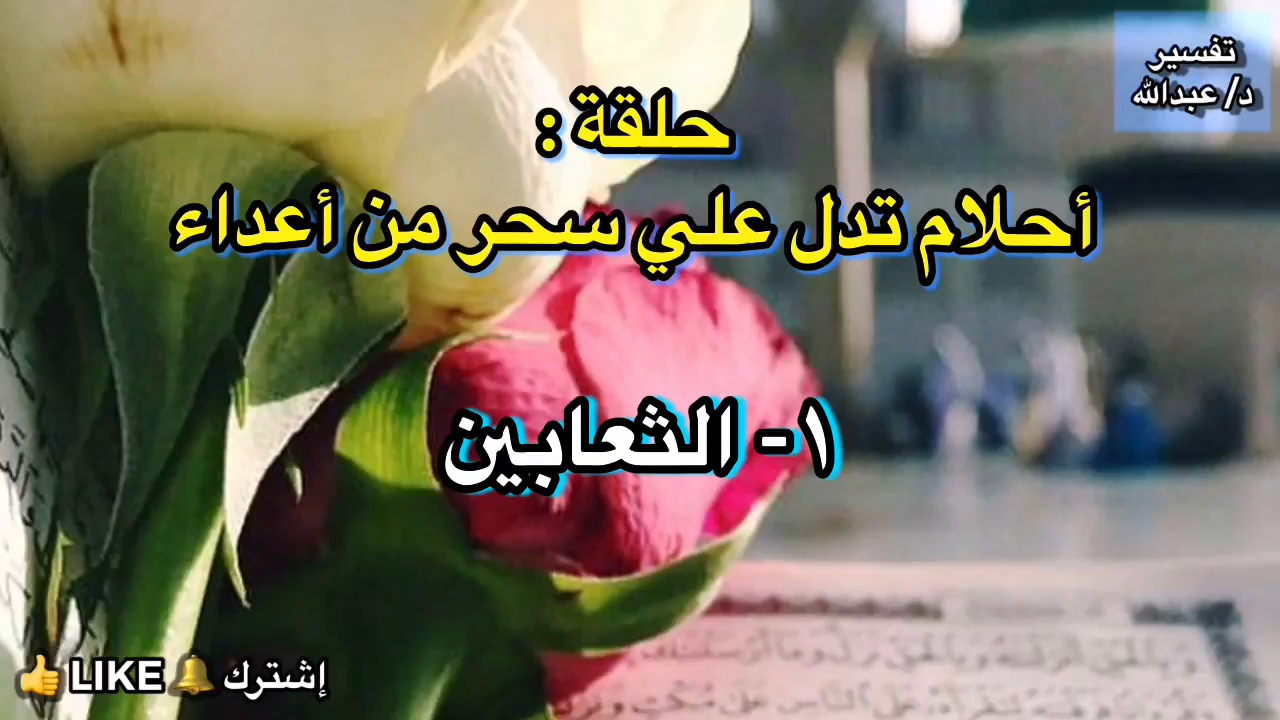 تفسير
د/ عبدالله
حلقة :
أحلام تدل علي سحر من أعداء
١- الثعابين
👍LIKE🔔إشترك